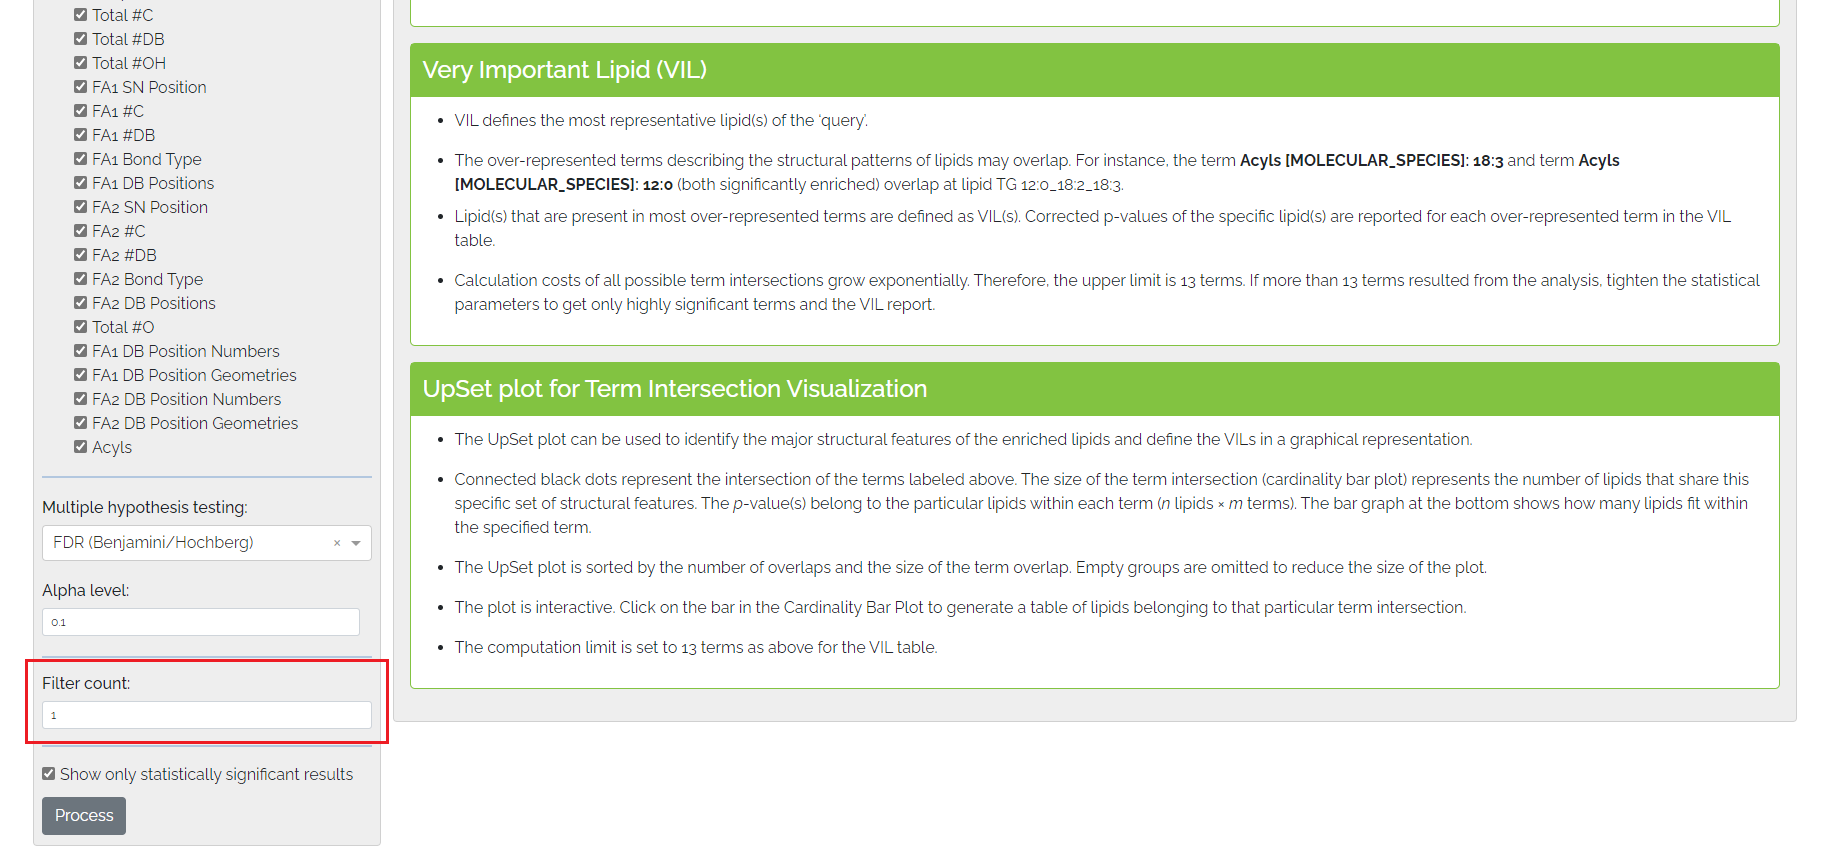 Total #C
Total #DB
Total #OH
FA1 SN Position
FA1 #C
FA1 #DB
FA1 Bond Type
FA1 DB Positions
FA2 SN Position
FA2 #C
FA2 #DB
FA2 Bond Type
FA2 DB Positions
Total #O
FA1 DB Position Numbers
FA1 DB Position Geometries
FA2 DB Position Numbers
FA2 DB Position Geometries
Acyls
Multiple hypothesis testing:
FDR (Benjamini/Hochberg) ×
Alpha level:
0.1
Filter count:
1
Show only statistically significant results
Process
Very Important Lipid (VIL)
• VIL defines the most representative lipid(s) of the ‘query’.
• The over-represented terms describing the structural patterns of lipids may overlap. For instance, the term Acyls [MOLECULAR_SPECIES]: 18:3 and term Acyls
[MOLECULAR_SPECIES]: 12:0 (both significantly enriched) overlap at lipid TG 12:0_18:2_18:3.
• Lipid(s) that are present in most over-represented terms are defined as VIL(s). Corrected p-values of the specific lipid(s) are reported for each over-represented term in the VIL
table.
• Calculation costs of all possible term intersections grow exponentially. Therefore, the upper limit is 13 terms. If more than 13 terms resulted from the analysis, tighten the statistical
parameters to get only highly significant terms and the VIL report.
UpSet plot for Term Intersection Visualization
• The UpSet plot can be used to identify the major structural features of the enriched lipids and define the VILs in a graphical representation.
• Connected black dots represent the intersection of the terms labeled above. The size of the term intersection (cardinality bar plot) represents the number of lipids that share this
specific set of structural features. The p-value(s) belong to the particular lipids within each term (n lipids × m terms). The bar graph at the bottom shows how many lipids fit within
the specified term.
• The UpSet plot is sorted by the number of overlaps and the size of the term overlap. Empty groups are omitted to reduce the size of the plot.
• The plot is interactive. Click on the bar in the Cardinality Bar Plot to generate a table of lipids belonging to that particular term intersection.
• The computation limit is set to 13 terms as above for the VIL table.